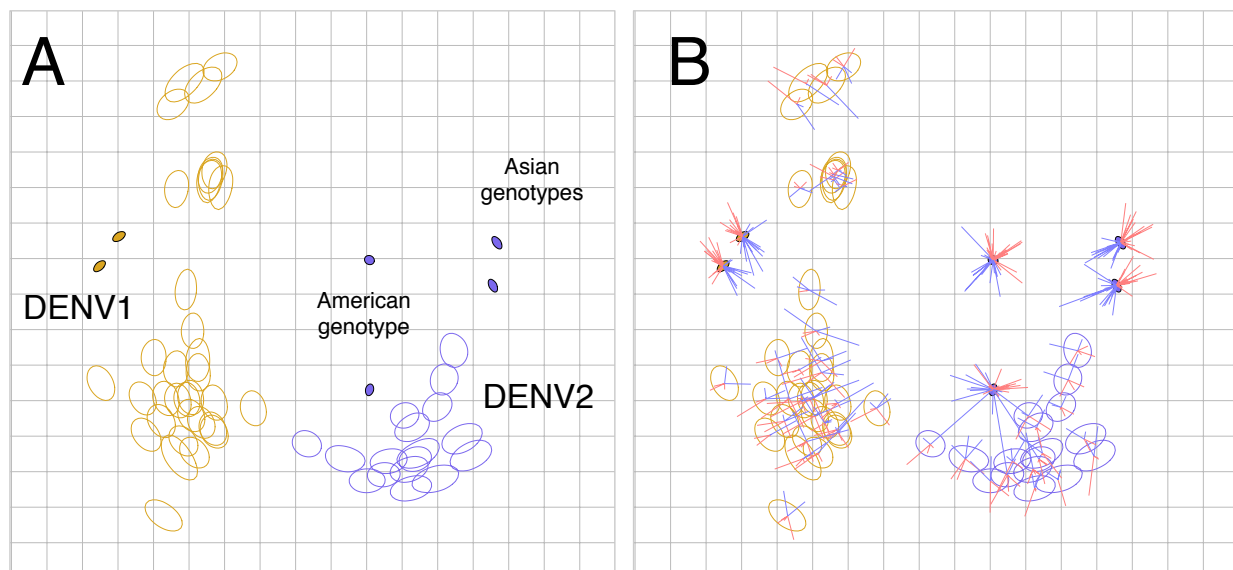 A
B
Asian
genotypes
DENV1
American
genotype
DENV2